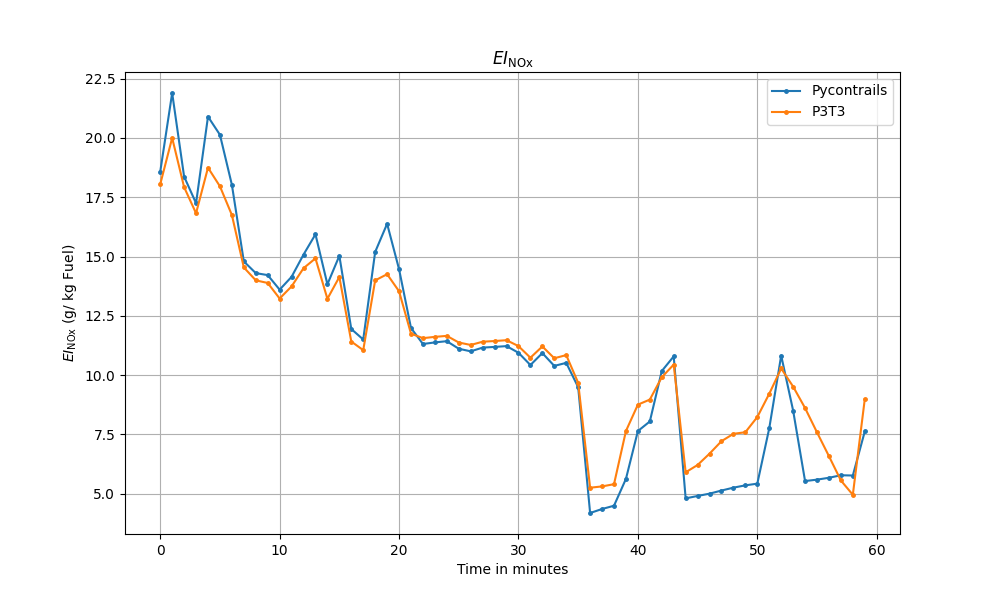 EI_NOx
22.5
20.0
17.5
15.0
12.5
10.0
7.5
5.0
EI_NOx (g/ kg Fuel)
Pycontrails
P3T3
0 10 20 30 40 50 60
Time in minutes